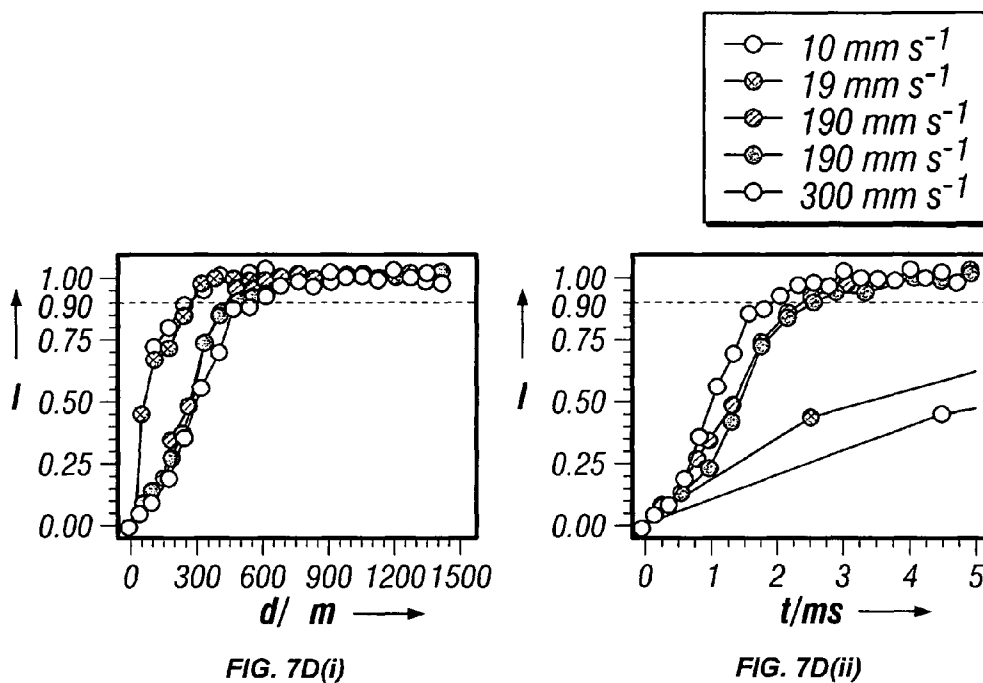 10 mm s⁻¹
19 mm s⁻¹
190 mm s⁻¹
190 mm s⁻¹
300 mm s⁻¹
1.00
0.90
0.75
I 0.50
0.25
0.00
0 300 600 900 1200 1500
d/ m
FIG. 7D(i)
1.00
0.90
0.75
I 0.50
0.25
0.00
0 1 2 3 4 5
t/ms
FIG. 7D(ii)